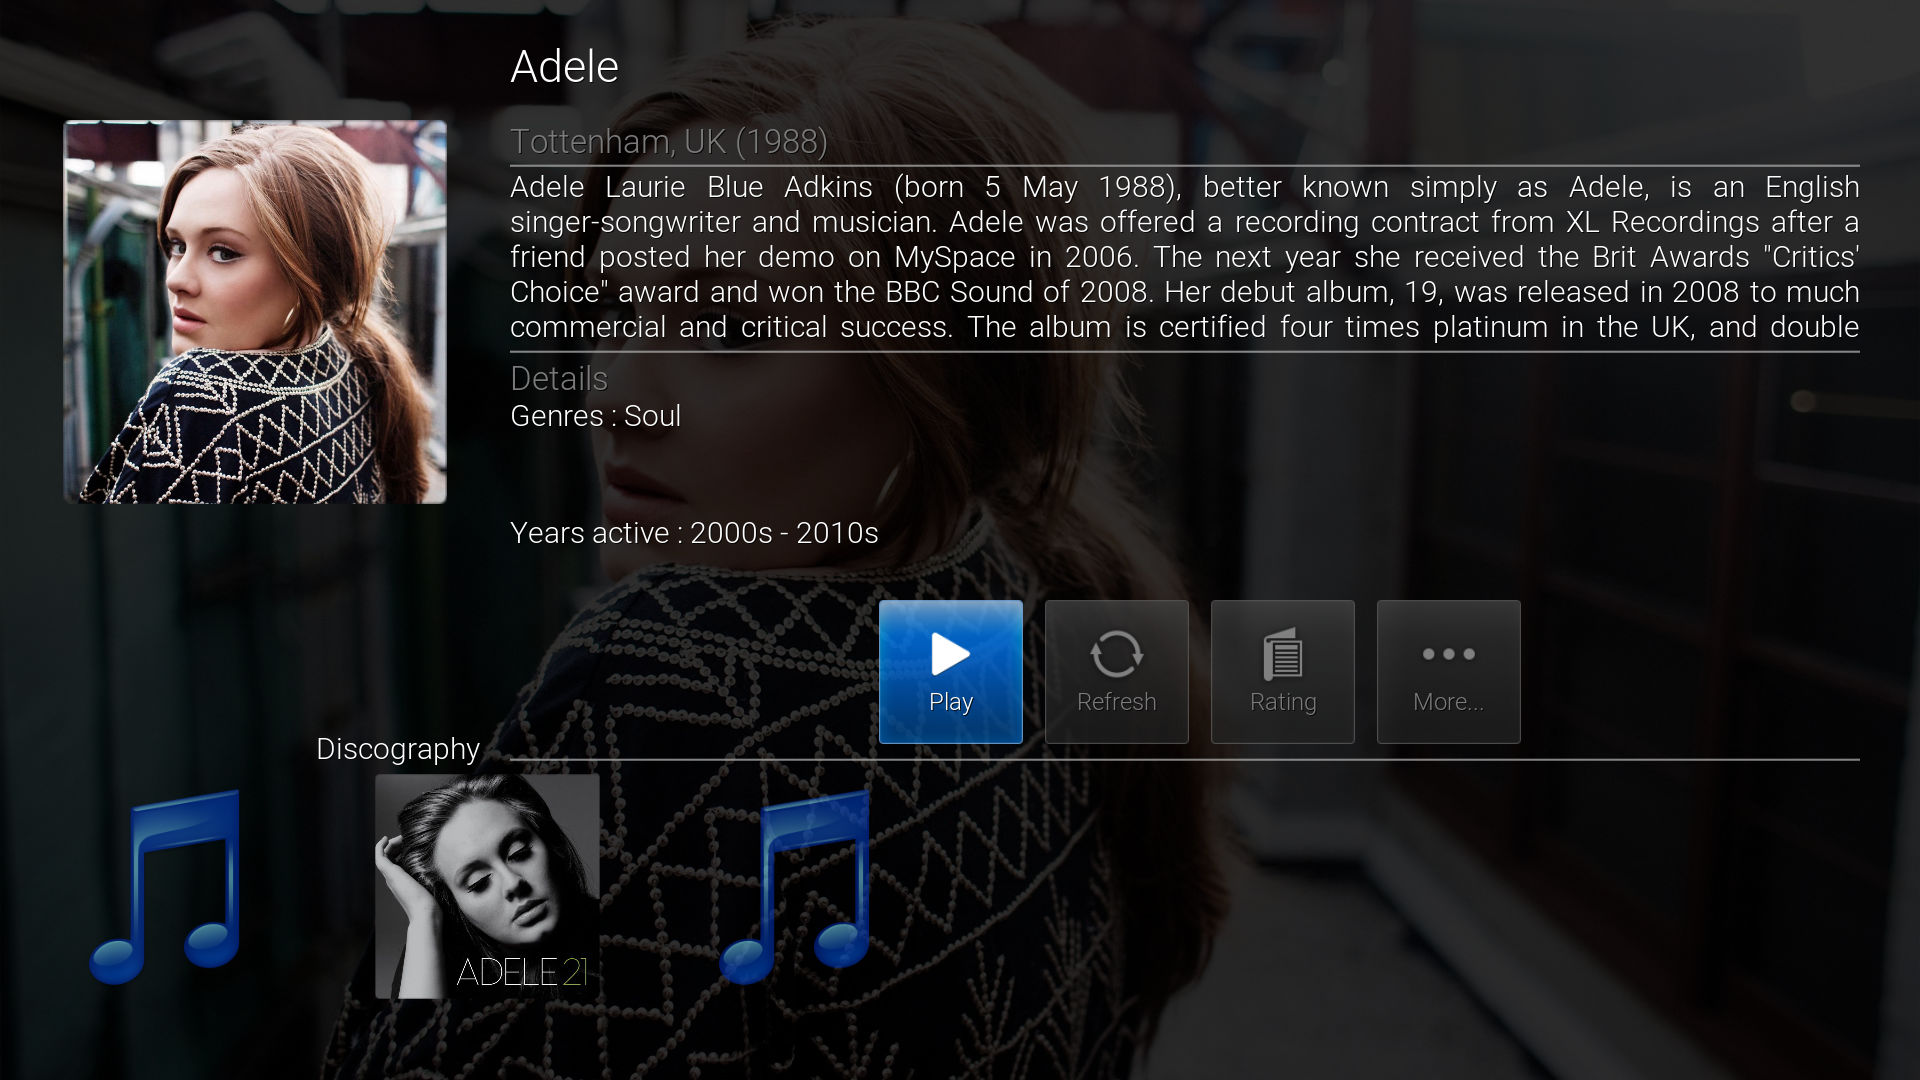 Adele
Tottenham, UK (1988)
Adele Laurie Blue Adkins (born 5 May 1988), better known simply as Adele, is an English
singer-songwriter and musician. Adele was offered a recording contract from XL Recordings after a
friend posted her demo on MySpace in 2006. The next year she received the Brit Awards "Critics'
Choice" award and won the BBC Sound of 2008. Her debut album, 19, was released in 2008 to much
commercial and critical success. The album is certified four times platinum in the UK, and double
Details
Genres : Soul
Years active : 2000s - 2010s
Play
Refresh
Rating
More...
Discography
ADELE 21